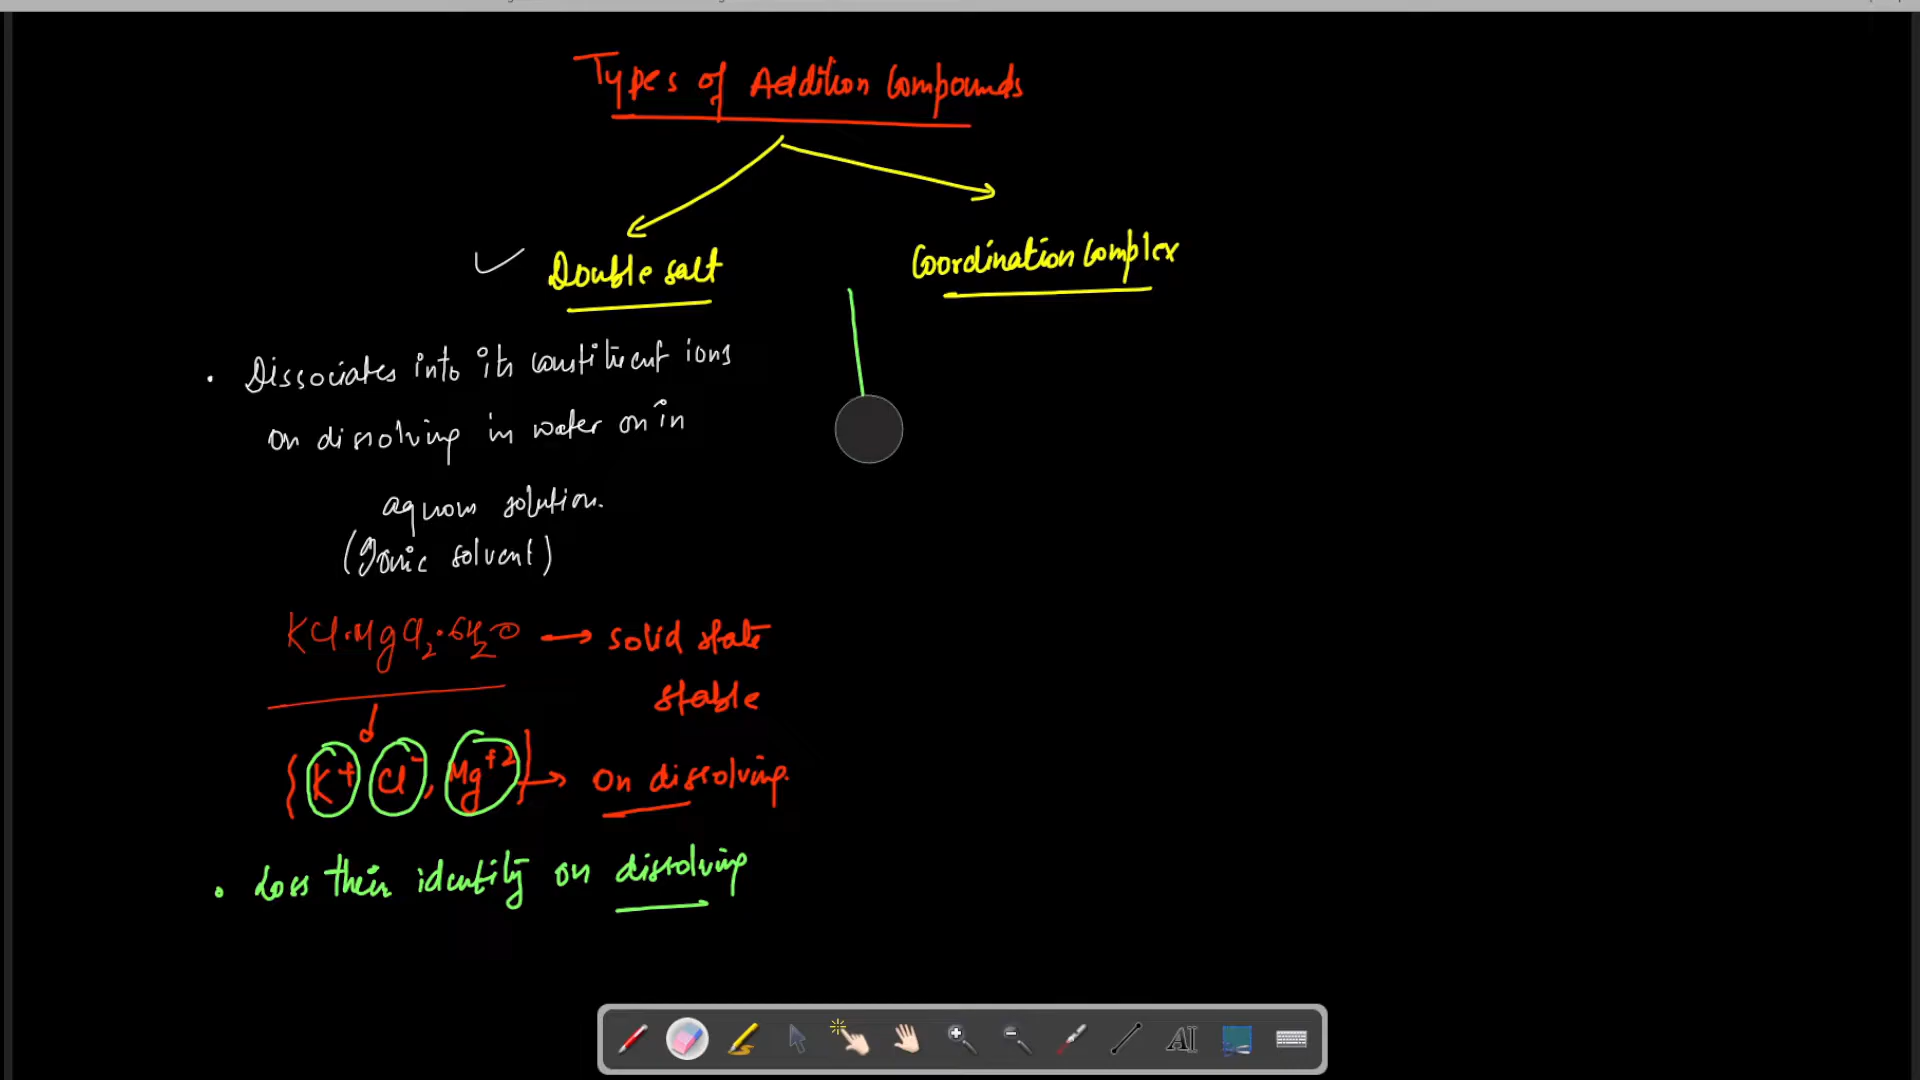 Types of Addition Compounds
Double salt
Coordination Complex
• Dissociates into its constituent ions
on dissolving in water or in
aquous solution.
(Ionic solvent)
KCl·MgCl₂·6H₂O → solid state
stable
{K⁺ Cl⁻, Mg⁺²} → On dissolving.
• Loss their identity on dissolving
AI